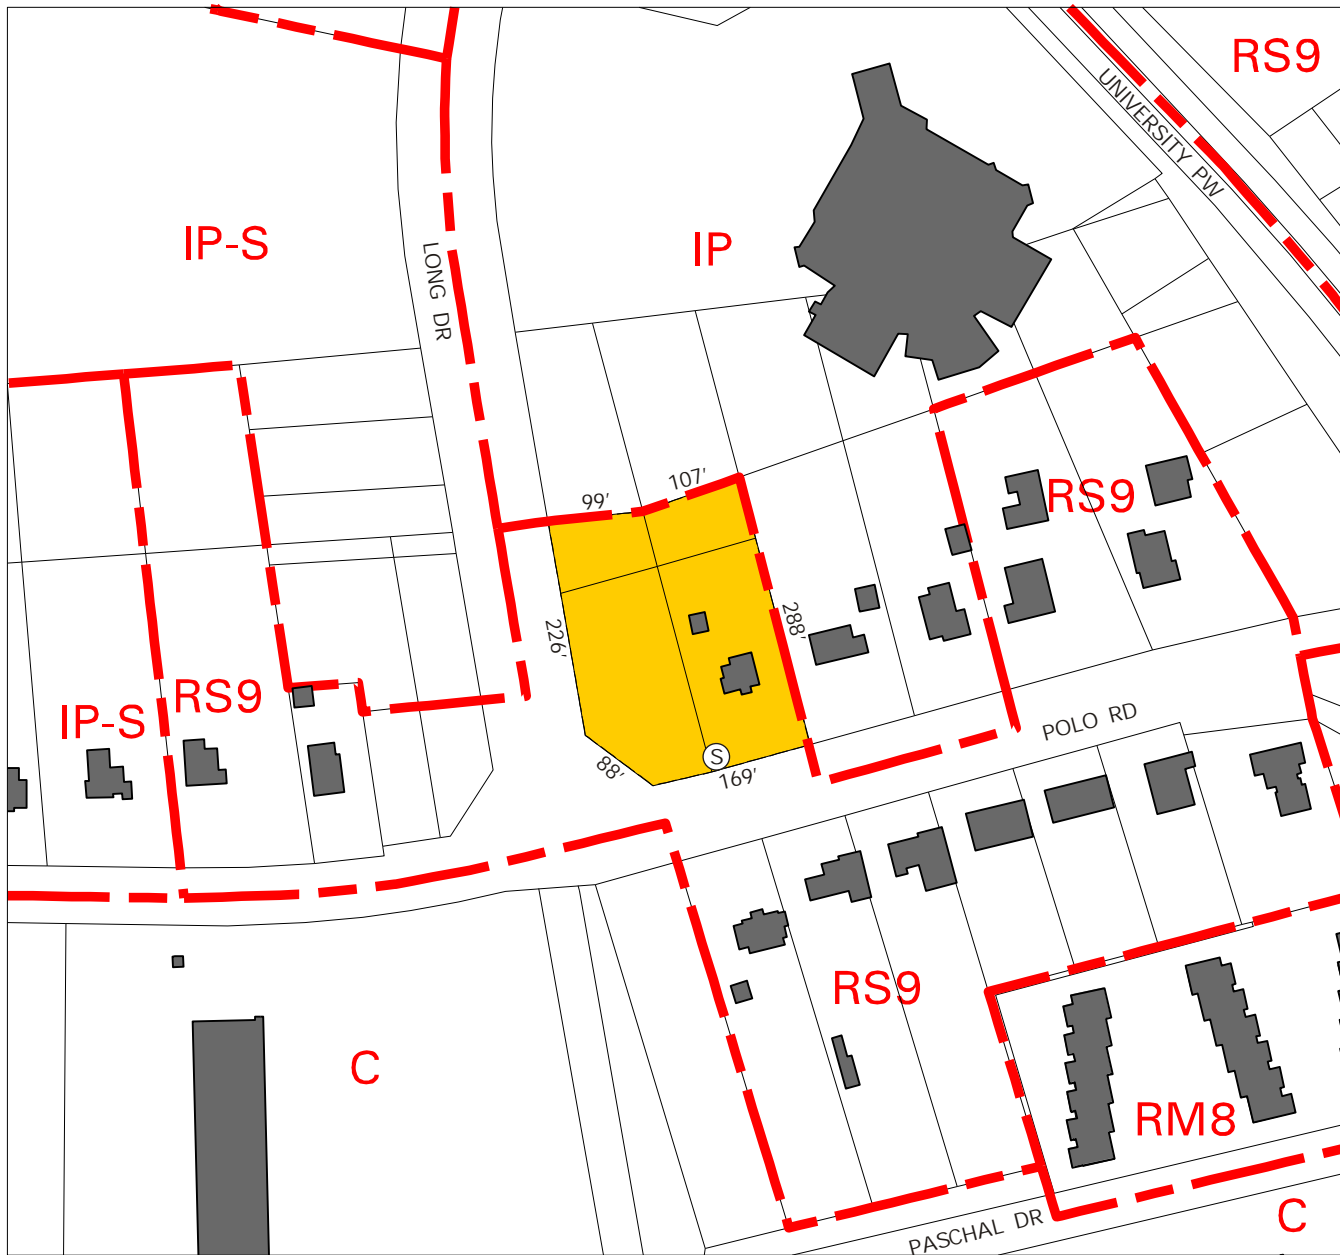 RS9
UNIVERSITY PW
IP-S
IP
LONG DR
107'
99'
RS9
288'
226'
RS9
IP-S
POLO RD
S
88'
169'
RS9
C
RM8
C
PASCHAL DR